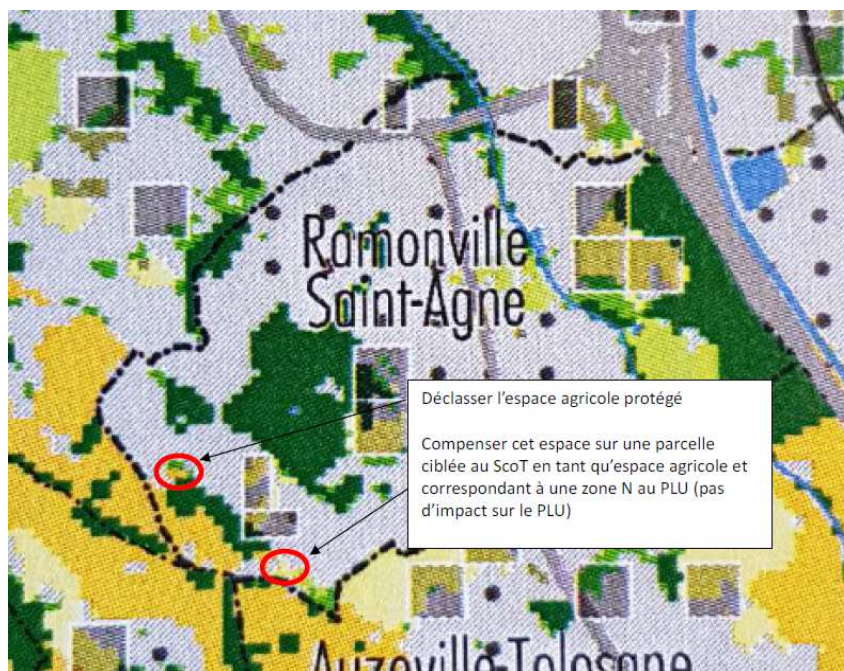 Ramonville
Saint-Agne
Déclasser l'espace agricole protégé
Compenser cet espace sur une parcelle
ciblée au ScoT en tant qu'espace agricole et
correspondant à une zone N au PLU (pas
d'impact sur le PLU)
Auzeville-Tolosane